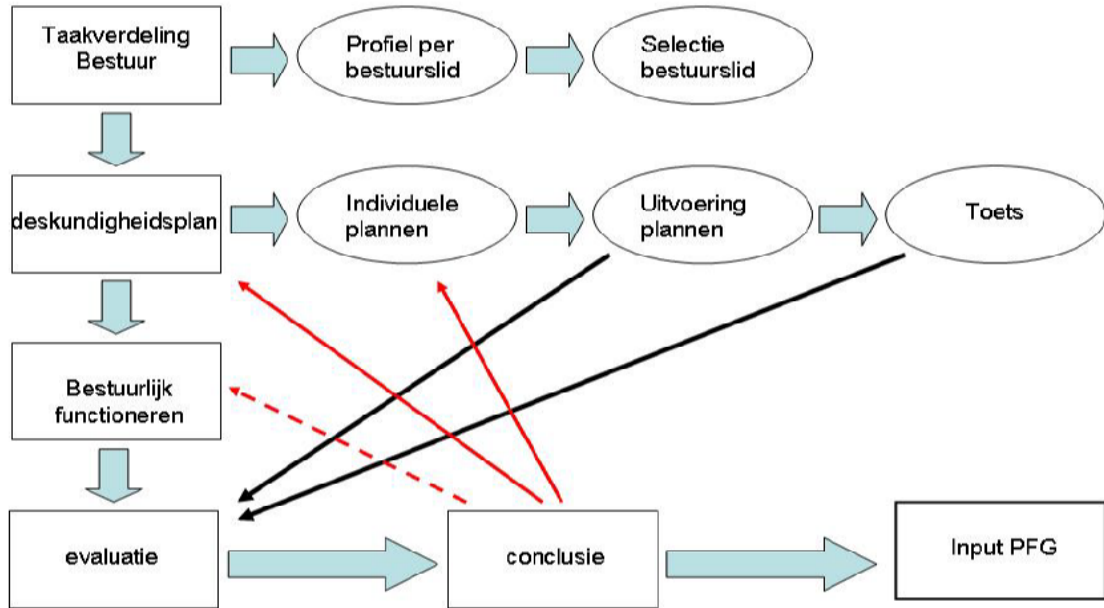 Taakverdeling
Bestuur
Profiel per
bestuurslid
Selectie
bestuurslid
deskundigheidsplan
Individuele
plannen
Uitvoering
plannen
Toets
Bestuurlijk
functioneren
evaluatie
conclusie
Input PFG